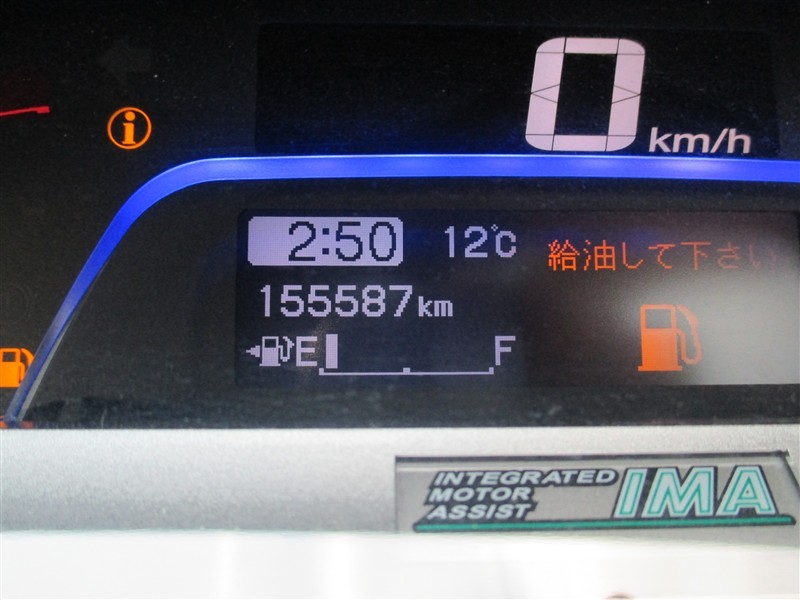 0 km/h
2:50 12℃ 給油して下さい
155587km
E F
INTEGRATED
MOTOR
ASSIST IMA